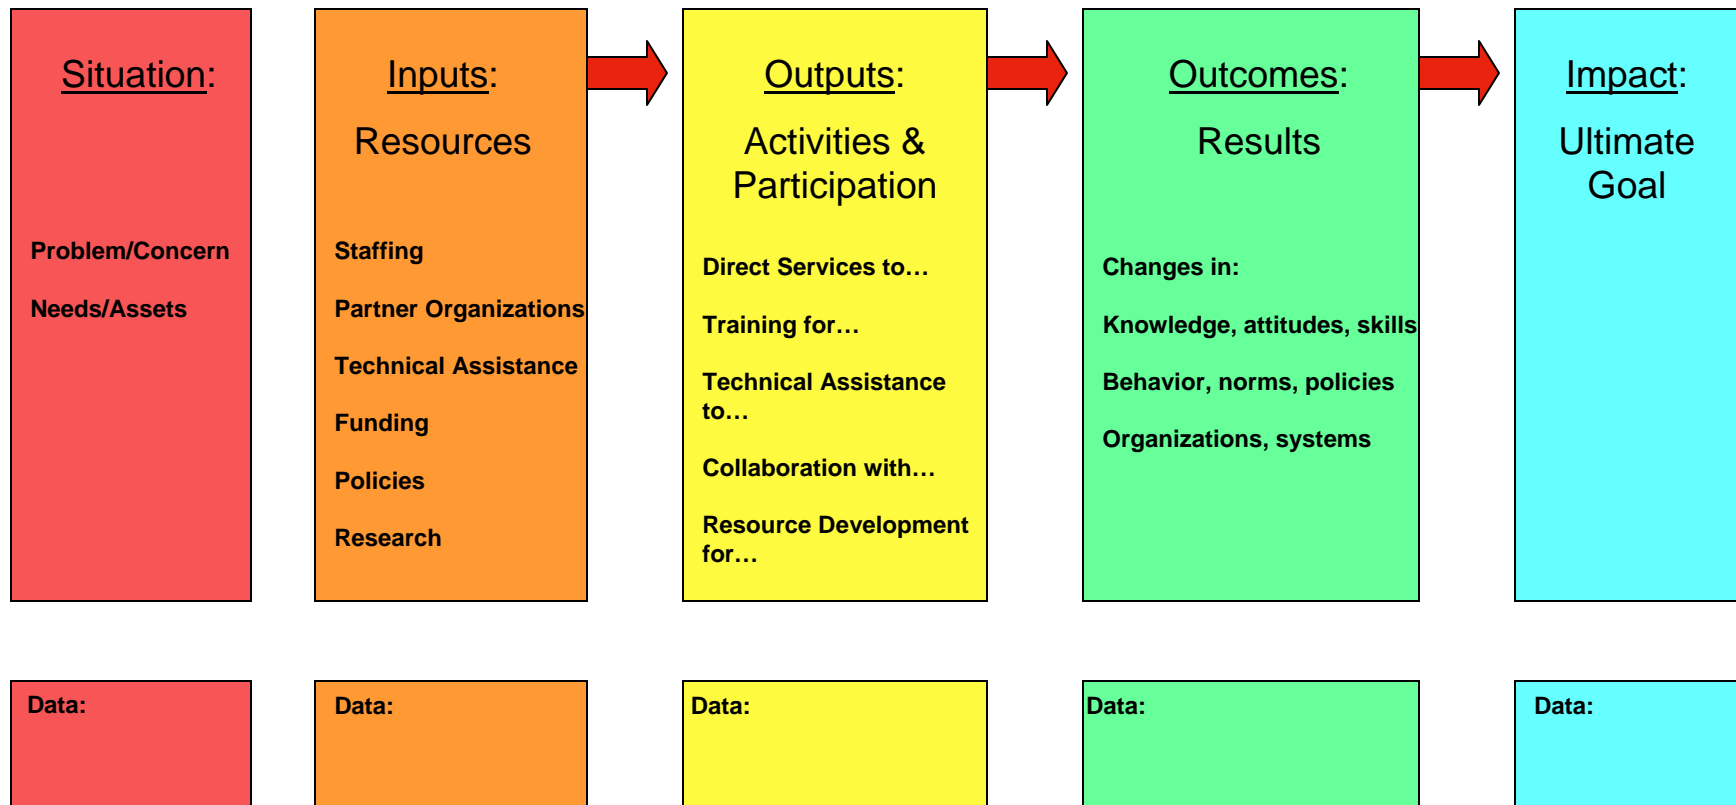 Situation:
Problem/Concern
Needs/Assets
Inputs:
Resources
Staffing
Partner Organizations
Technical Assistance
Funding
Policies
Research
Outputs:
Activities &
Participation
Direct Services to…
Training for…
Technical Assistance
to…
Collaboration with…
Resource Development
for…
Outcomes:
Results
Changes in:
Knowledge, attitudes, skills
Behavior, norms, policies
Organizations, systems
Impact:
Ultimate
Goal
Data:
Data:
Data:
Data:
Data: